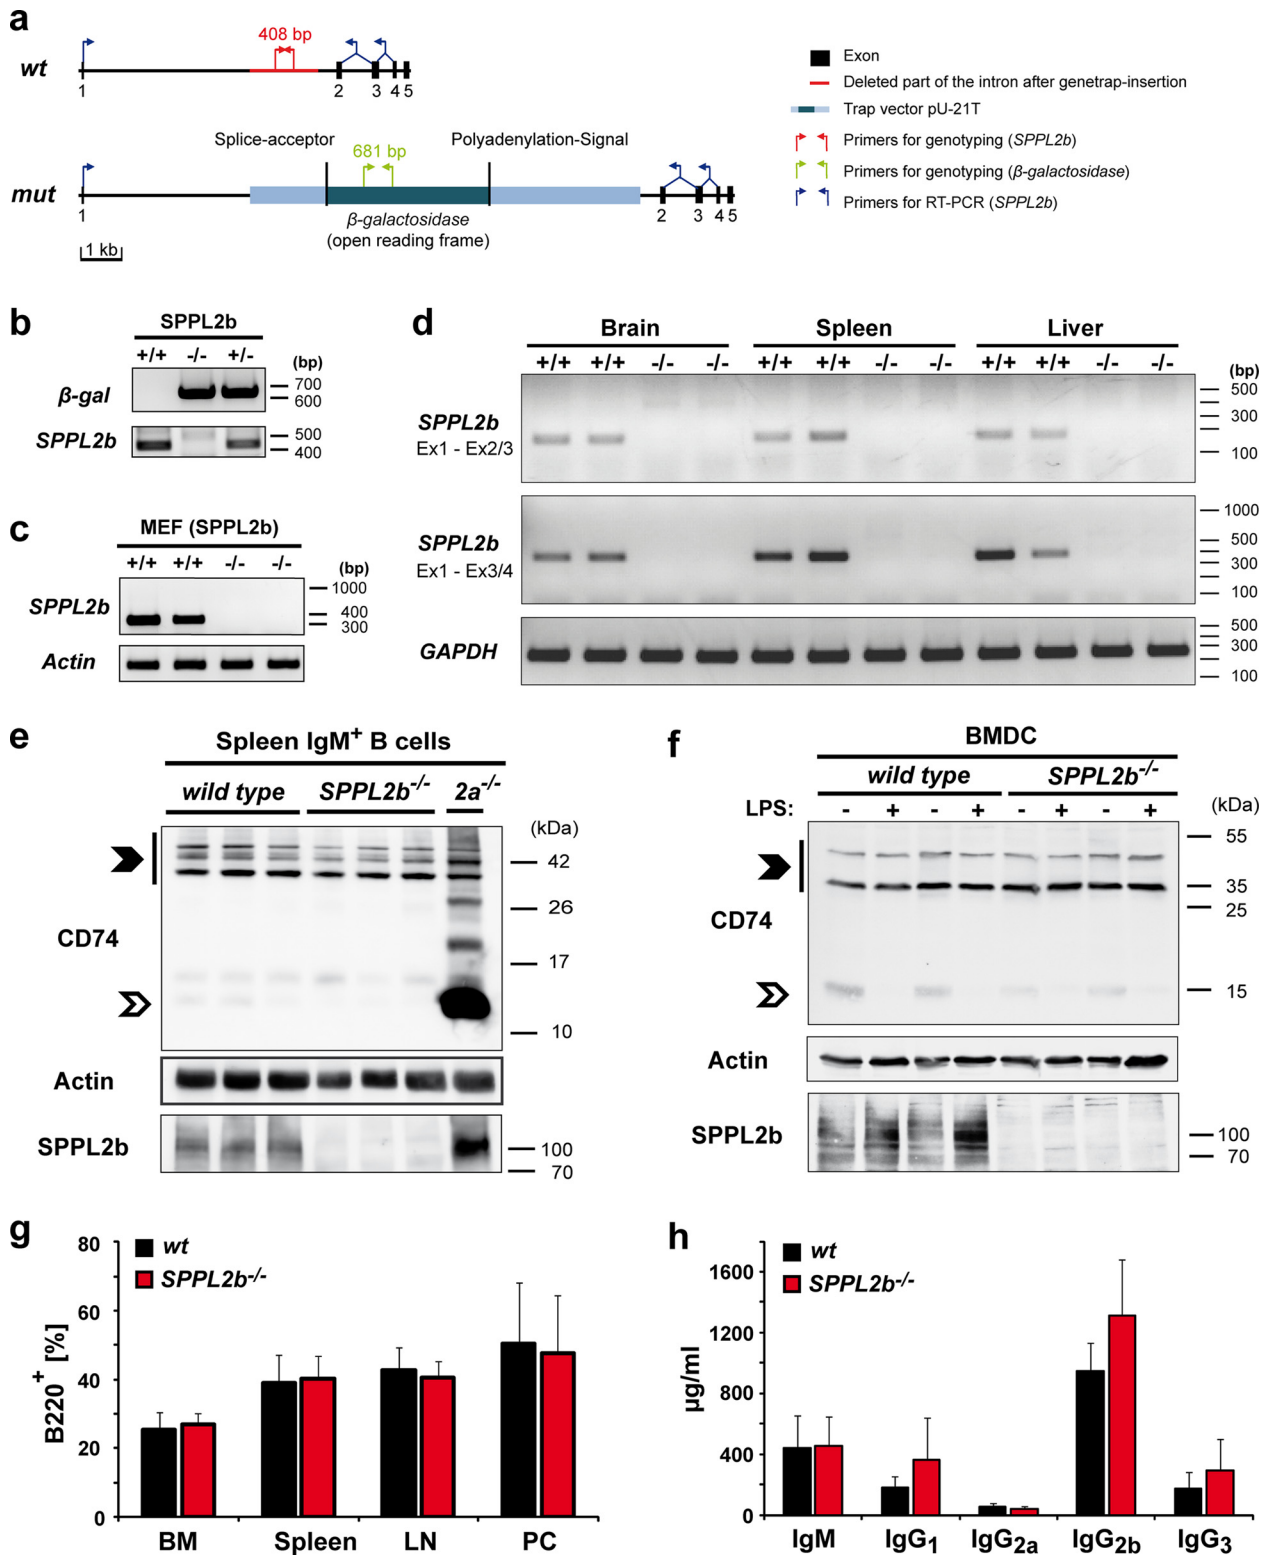 a
408 bp
wt
1 2 3 4 5
Exon
Deleted part of the intron after genetrap-insertion
Trap vector pU-21T
Primers for genotyping (SPPL2b)
Primers for genotyping (β-galactosidase)
Primers for RT-PCR (SPPL2b)
Splice-acceptor
Polyadenylation-Signal
681 bp
mut
1 2 3 4 5
β-galactosidase
(open reading frame)
1 kb
b
SPPL2b
+/+ -/- +/-
(bp)
β-gal
700
600
SPPL2b
500
400
c
MEF (SPPL2b)
+/+ +/+ -/- -/-
(bp)
1000
SPPL2b
400
300
Actin
d
Brain Spleen Liver
+/+ +/+ -/- -/- +/+ +/+ -/- -/- +/+ +/+ -/- -/-
(bp)
SPPL2b
Ex1 - Ex2/3
500
300
100
SPPL2b
Ex1 - Ex3/4
1000
500
300
100
GAPDH
500
300
100
e
Spleen IgM+ B cells
wild type SPPL2b-/- 2a-/-
(kDa)
42
26
CD74
17
10
Actin
SPPL2b
100
70
f
BMDC
wild type SPPL2b-/-
LPS: - + - + - + - +
(kDa)
55
35
25
CD74
15
Actin
SPPL2b
100
70
g
wt
SPPL2b-/-
B220+ [%]
80
60
40
20
0
BM Spleen LN PC
h
wt
SPPL2b-/-
µg/ml
1600
1200
800
400
0
IgM IgG1 IgG2a IgG2b IgG3